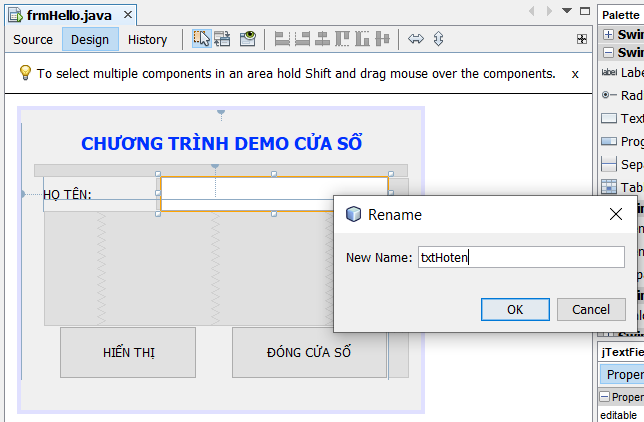 frmHello.java
Palette
Source
Design
History
Swin
Swin
To select multiple components in an area hold Shift and drag mouse over the components.
x
label
Labe
Rad
Text
Prog
Sepa
Tab
CHƯƠNG TRÌNH DEMO CỬA SỔ
HỌ TÊN:
Rename
New Name:
txtHoten
OK
Cancel
HIỂN THỊ
ĐÓNG CỬA SỔ
jTextFie
Proper
Proper
editable